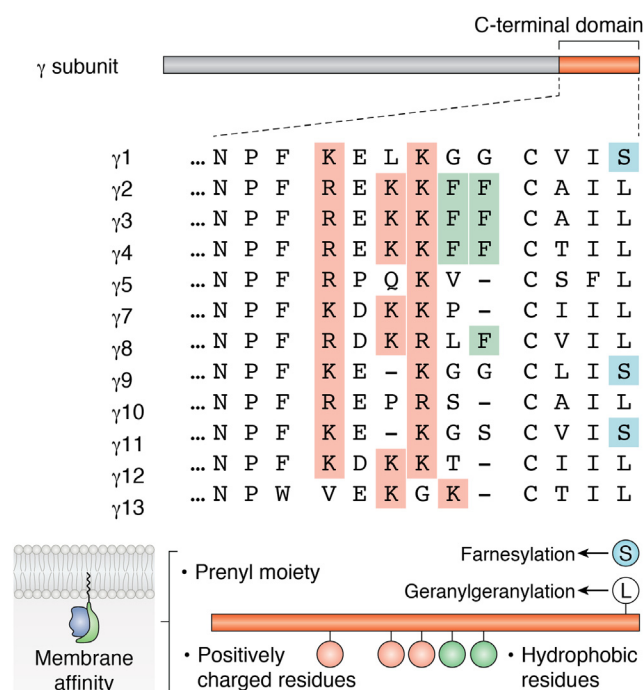 C-terminal domain
γ subunit
γ1 ... N P F K E L K G G C V I S
γ2 ... N P F R E K K F F C A I L
γ3 ... N P F R E K K F F C A I L
γ4 ... N P F R E K K F F C T I L
γ5 ... N P F R P Q K V – C S F L
γ7 ... N P F K D K K P – C I I L
γ8 ... N P F R D K R L F C V I L
γ9 ... N P F K E – K G G C L I S
γ10 ... N P F R E P R S – C A I L
γ11 ... N P F K E – K G S C V I S
γ12 ... N P F K D K K T – C I I L
γ13 ... N P W V E K G K – C T I L
Farnesylation S
• Prenyl moiety
Geranylgeranylation L
Membrane
affinity
• Positively
charged residues
• Hydrophobic
residues